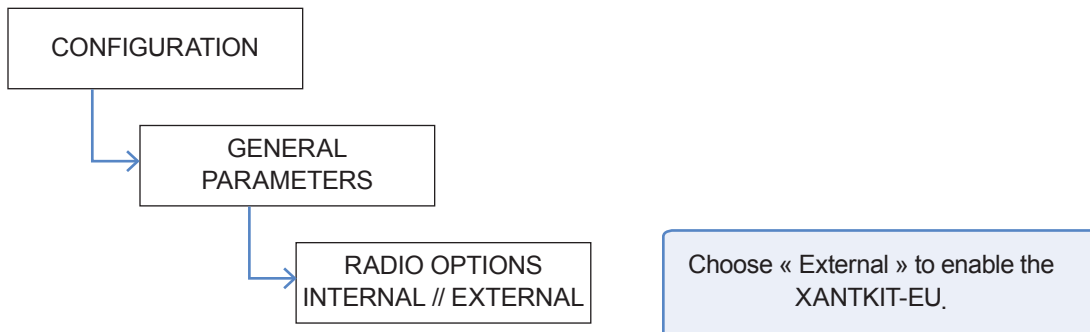 CONFIGURATION
GENERAL
PARAMETERS
RADIO OPTIONS
INTERNAL // EXTERNAL
Choose « External » to enable the
XANTKIT-EU.